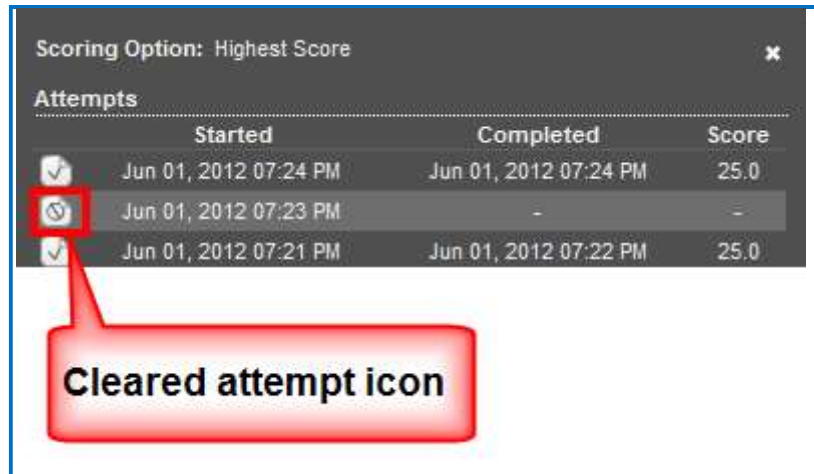 Scoring Option: Highest Score
Attempts
Started Completed Score
Jun 01, 2012 07:24 PM Jun 01, 2012 07:24 PM 25.0
Jun 01, 2012 07:23 PM - -
Jun 01, 2012 07:21 PM Jun 01, 2012 07:22 PM 25.0
Cleared attempt icon